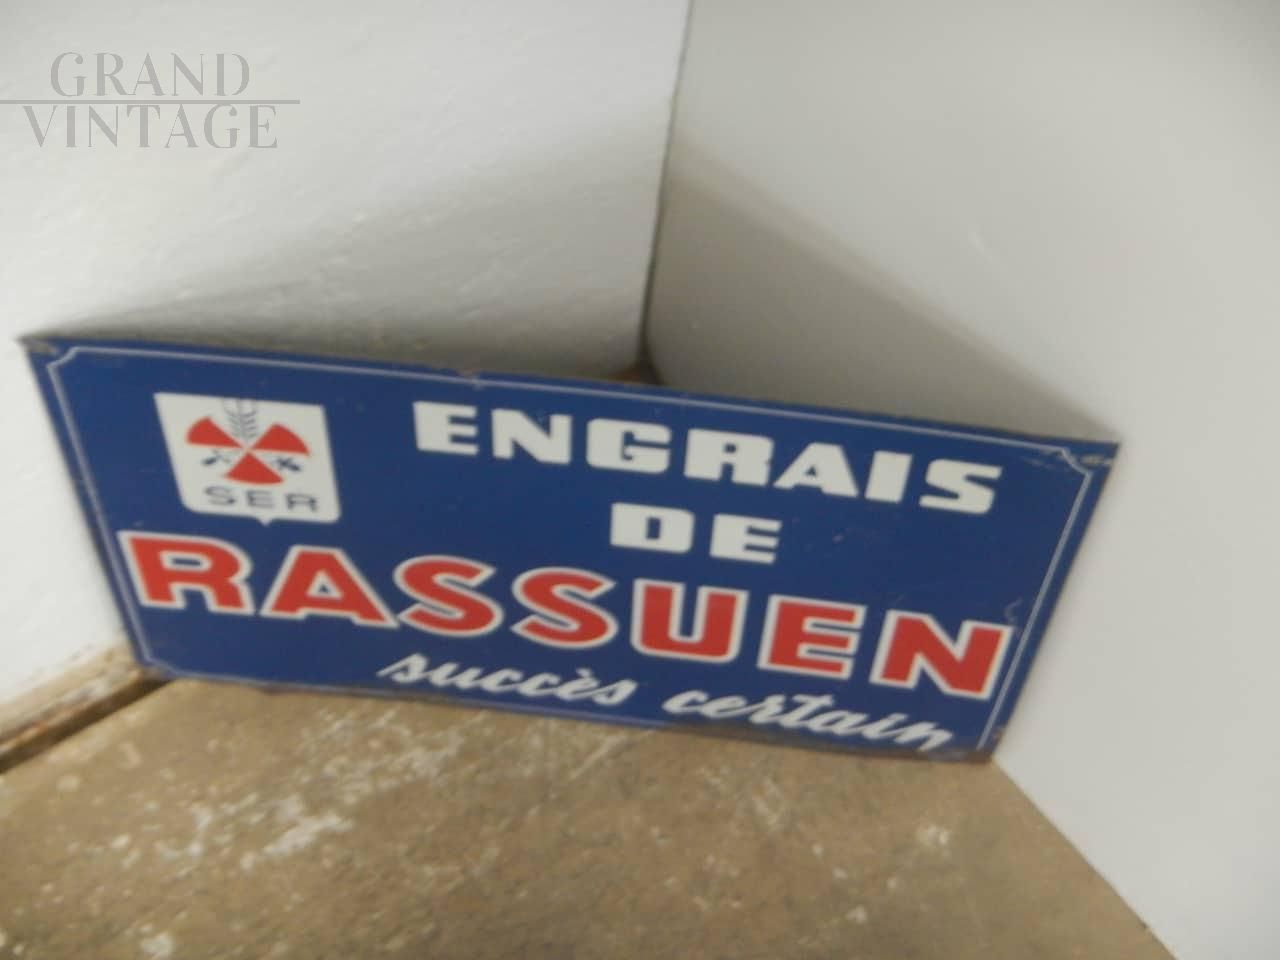 GRAND
VINTAGE
SER
ENGRAIS
DE
RASSUEN
succès certain